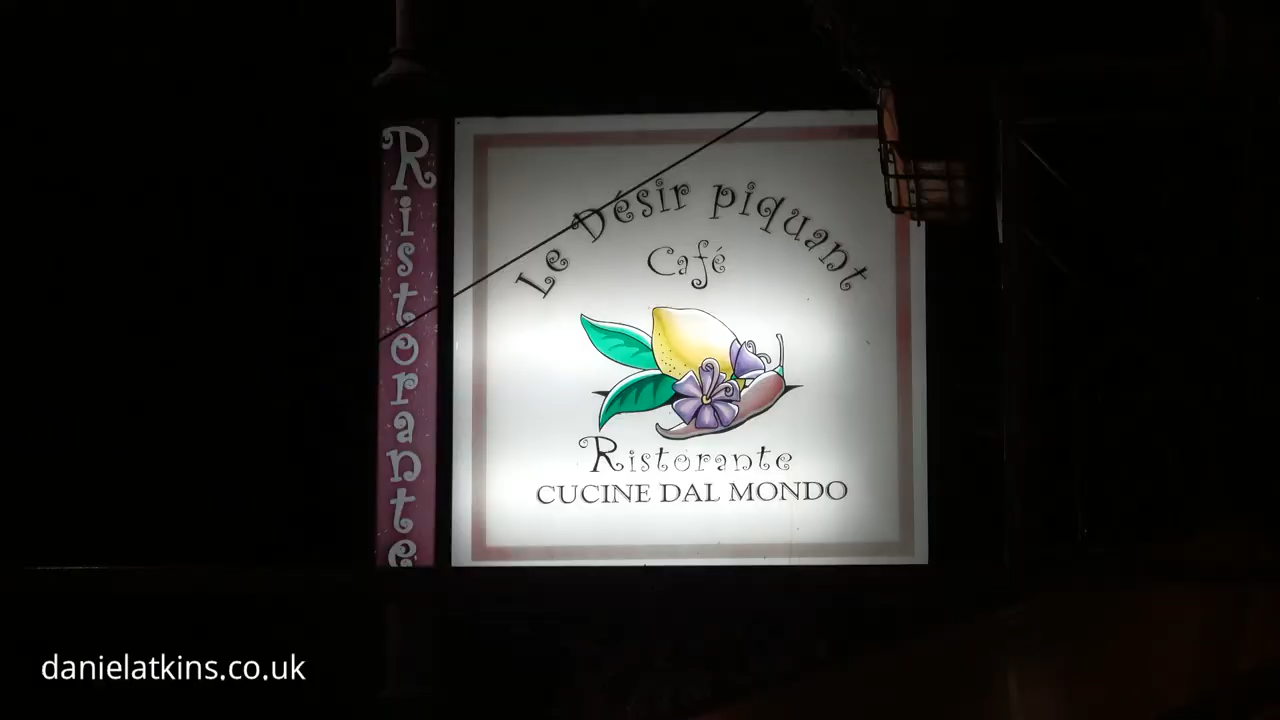 Ristorante
Le Désir piquant
Café
Ristorante
CUCINE DAL MONDO
danielatkins.co.uk